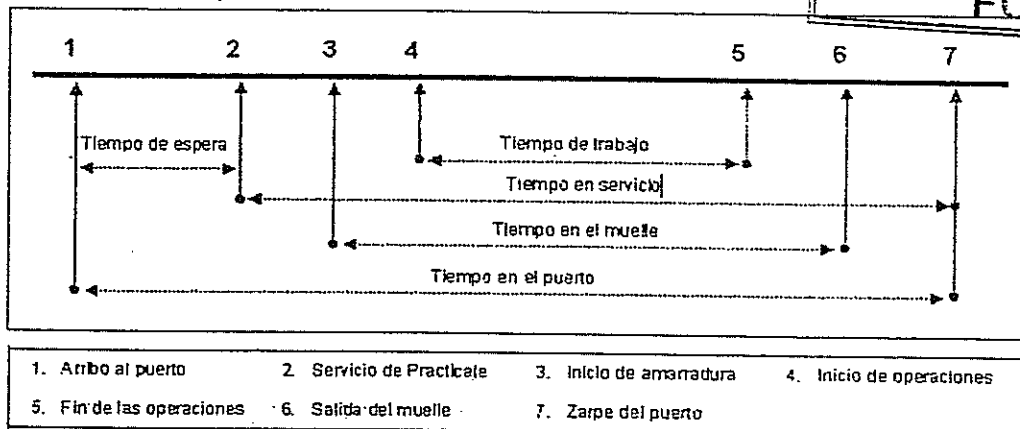 1 2 3 4 5 6 7
Tiempo de espera
Tiempo de trabajo
Tiempo en servicio
Tiempo en el muelle
Tiempo en el puerto
1. Arribo al puerto 2 Servicio de Practicaje 3. Inicio de amarradura 4. Inicio de operaciones
5. Fin de las operaciones 6. Salida del muelle 7. Zarpe del puerto